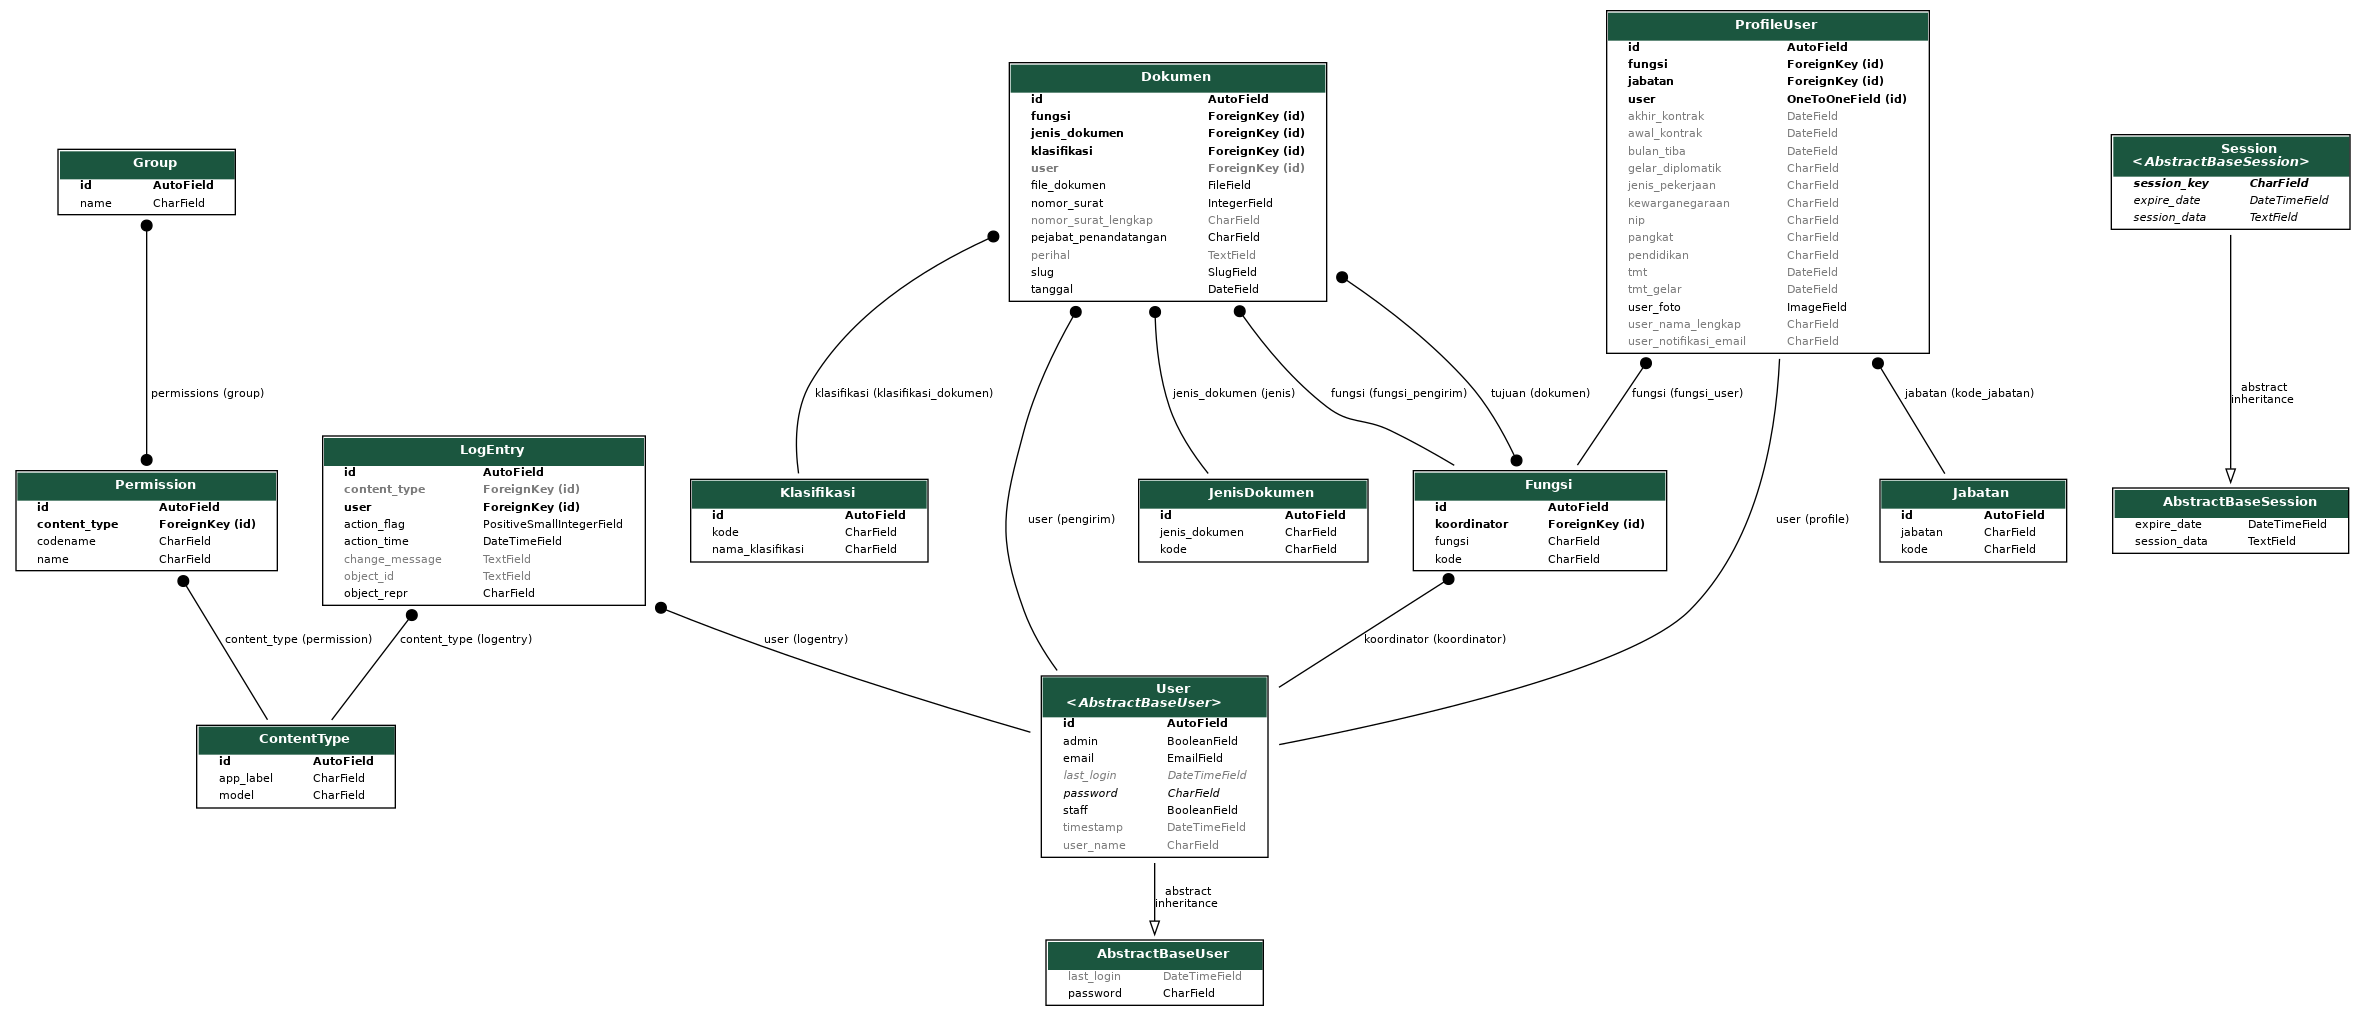 ProfileUser
id AutoField
fungsi ForeignKey (id)
jabatan ForeignKey (id)
user OneToOneField (id)
akhir_kontrak DateField
awal_kontrak DateField
bulan_tiba DateField
gelar_diplomatik CharField
jenis_pekerjaan CharField
kewarganegaraan CharField
nip CharField
pangkat CharField
pendidikan CharField
tmt DateField
tmt_gelar DateField
user_foto ImageField
user_nama_lengkap CharField
user_notifikasi_email CharField
Dokumen
id AutoField
fungsi ForeignKey (id)
jenis_dokumen ForeignKey (id)
klasifikasi ForeignKey (id)
user ForeignKey (id)
file_dokumen FileField
nomor_surat IntegerField
nomor_surat_lengkap CharField
pejabat_penandatangan CharField
perihal TextField
slug SlugField
tanggal DateField
Group
id AutoField
name CharField
Session
<AbstractBaseSession>
session_key CharField
expire_date DateTimeField
session_data TextField
permissions (group)
klasifikasi (klasifikasi_dokumen)
jenis_dokumen (jenis)
fungsi (fungsi_pengirim)
tujuan (dokumen)
fungsi (fungsi_user)
jabatan (kode_jabatan)
abstract
inheritance
Permission
id AutoField
content_type ForeignKey (id)
codename CharField
name CharField
LogEntry
id AutoField
content_type ForeignKey (id)
user ForeignKey (id)
action_flag PositiveSmallIntegerField
action_time DateTimeField
change_message TextField
object_id TextField
object_repr CharField
Klasifikasi
id AutoField
kode CharField
nama_klasifikasi CharField
user (pengirim)
JenisDokumen
id AutoField
jenis_dokumen CharField
kode CharField
Fungsi
id AutoField
koordinator ForeignKey (id)
fungsi CharField
kode CharField
user (profile)
Jabatan
id AutoField
jabatan CharField
kode CharField
AbstractBaseSession
expire_date DateTimeField
session_data TextField
content_type (permission)
content_type (logentry)
user (logentry)
koordinator (koordinator)
ContentType
id AutoField
app_label CharField
model CharField
User
<AbstractBaseUser>
id AutoField
admin BooleanField
email EmailField
last_login DateTimeField
password CharField
staff BooleanField
timestamp DateTimeField
user_name CharField
abstract
inheritance
AbstractBaseUser
last_login DateTimeField
password CharField